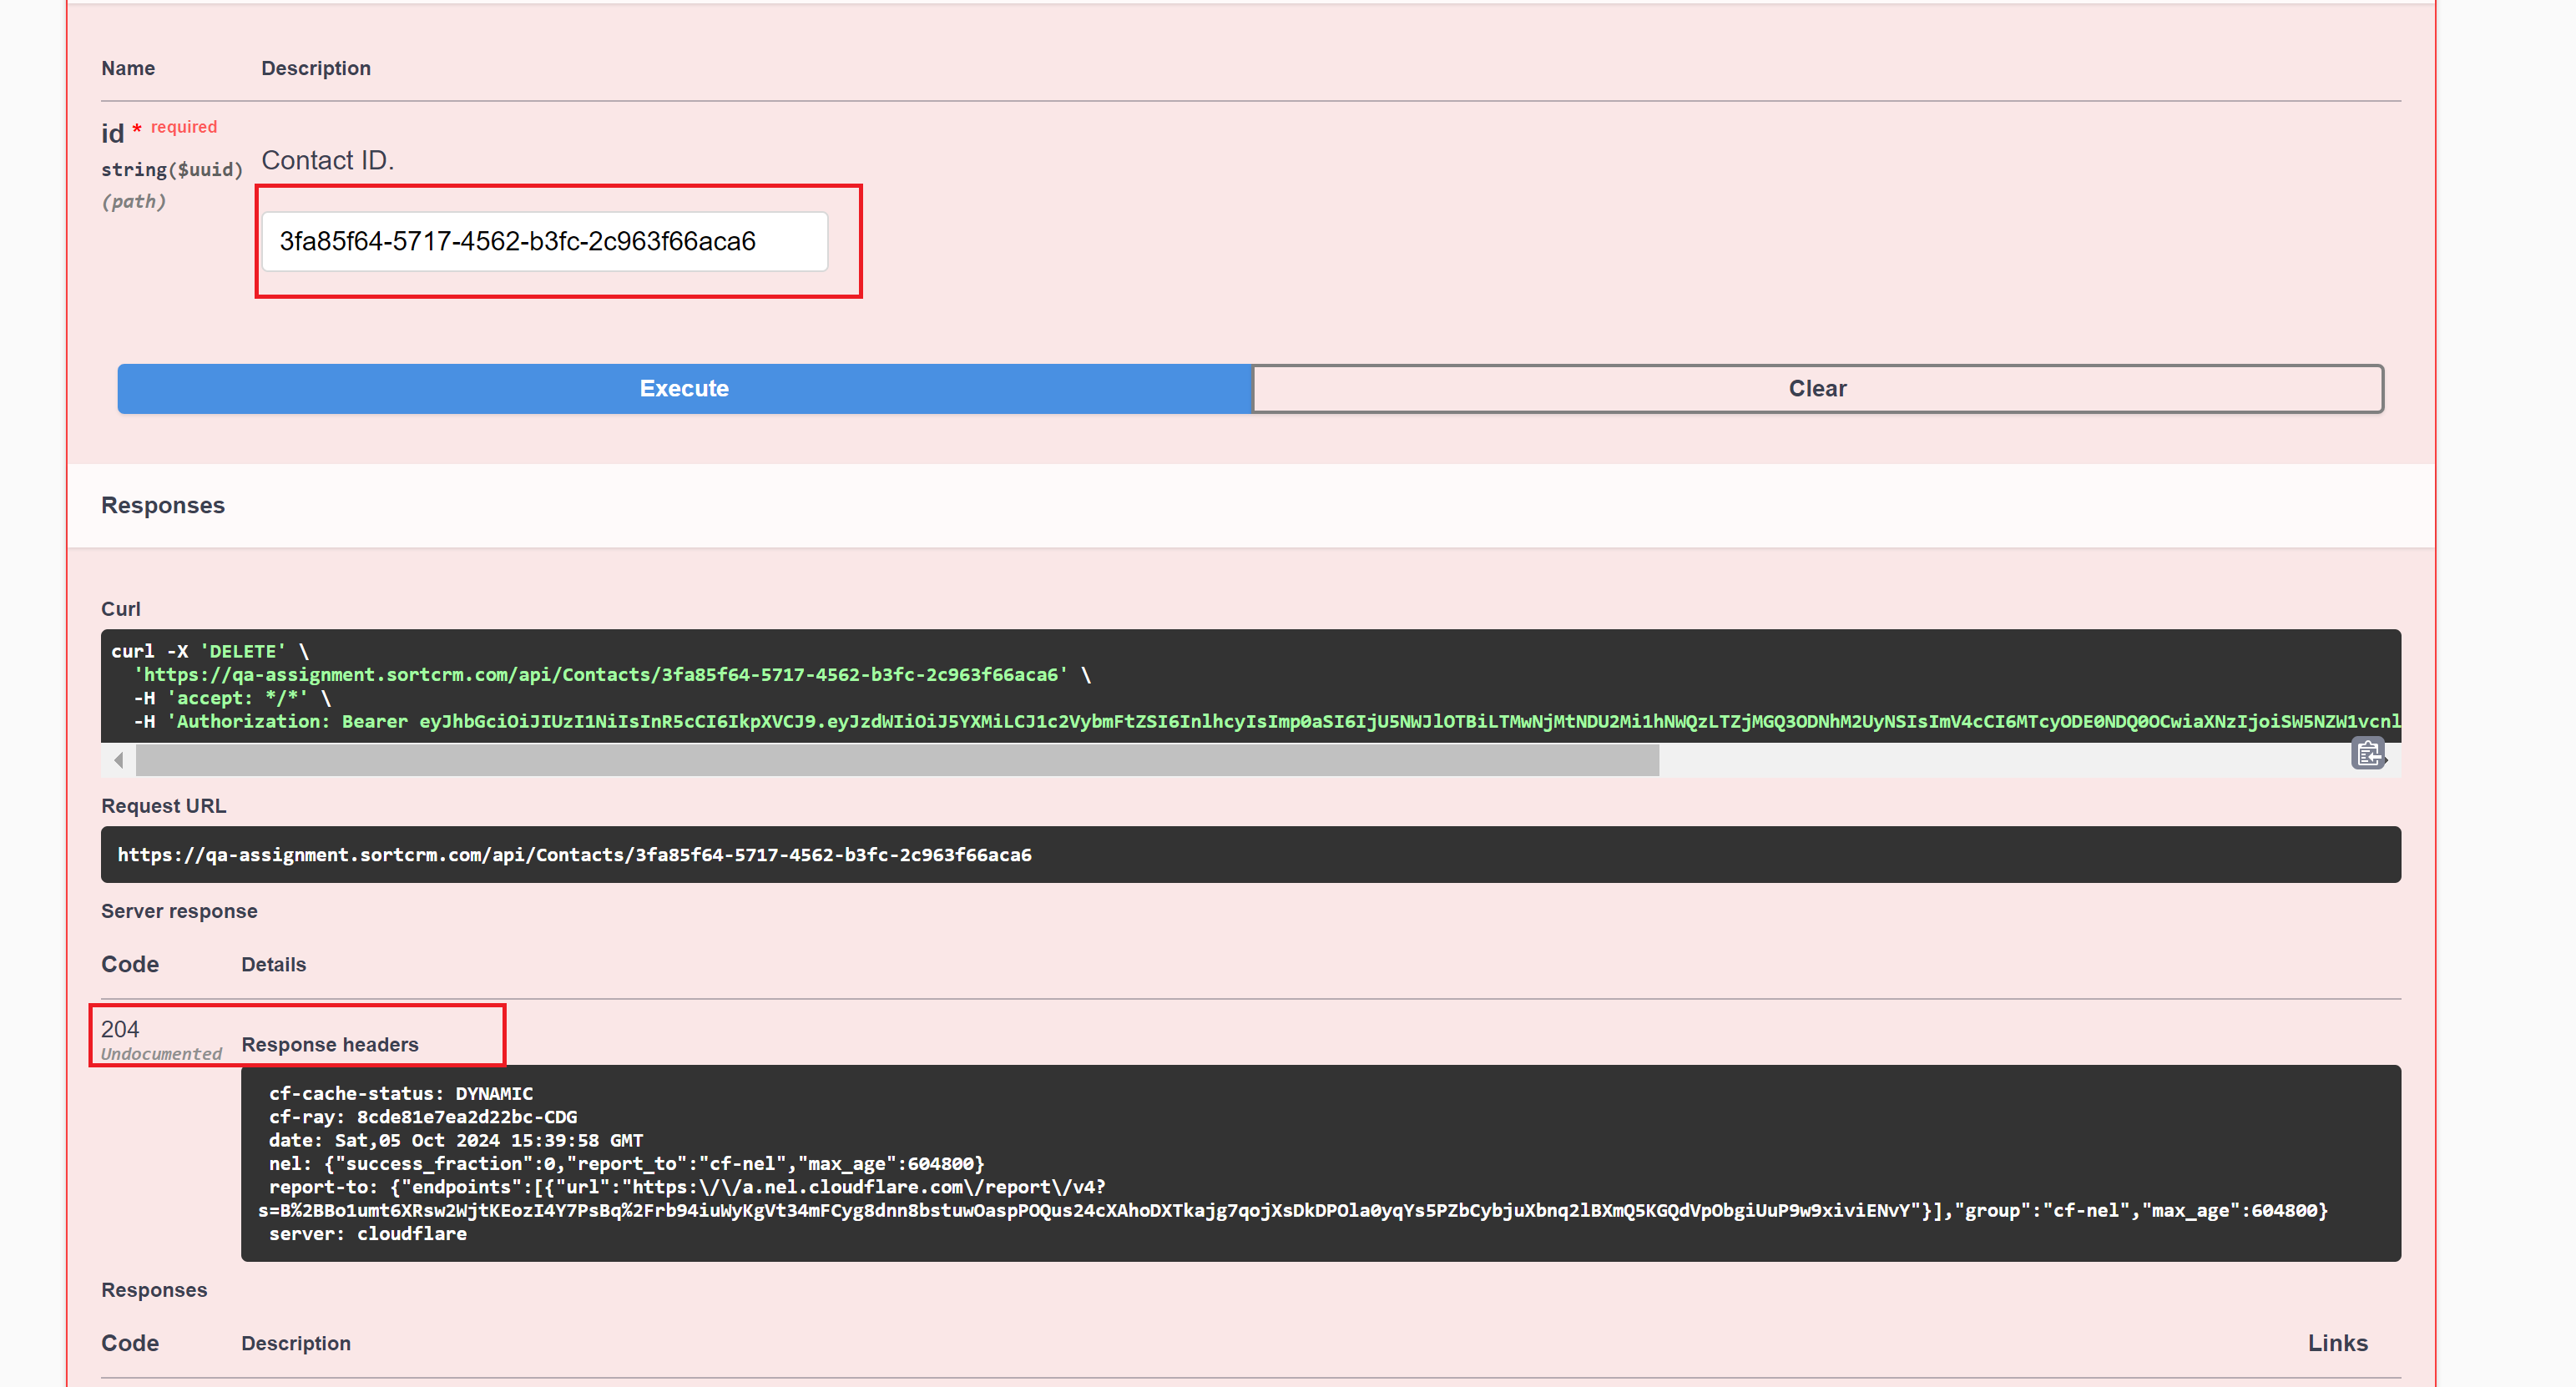 Name Description
id * required
Contact ID.
string($uuid)
(path)
3fa85f64-5717-4562-b3fc-2c963f66aca6
Execute Clear
Responses
Curl
curl -X 'DELETE' \
'https://qa-assignment.sortcrm.com/api/Contacts/3fa85f64-5717-4562-b3fc-2c963f66aca6' \
-H 'accept: */*' \
-H 'Authorization: Bearer eyJhbGciOiJIUzI1NiIsInR5cCI6IkpXVCJ9.eyJzdWIiOiJ5YXMiLCJ1c2VybmFtZSI6InlhcyIsImp0aSI6IjU5NWJlOTBiLTMwNjMtNDU2Mi1hNWQzLTZjMGQ3ODNhM2UyNSIsImV4cCI6MTcyODE0NDQ0OCwiaXNzIjoiSW5NZW1vcnl
Request URL
https://qa-assignment.sortcrm.com/api/Contacts/3fa85f64-5717-4562-b3fc-2c963f66aca6
Server response
Code Details
204
Undocumented
Response headers
cf-cache-status: DYNAMIC
cf-ray: 8cde81e7ea2d22bc-CDG
date: Sat,05 Oct 2024 15:39:58 GMT
nel: {"success_fraction":0,"report_to":"cf-nel","max_age":604800}
report-to: {"endpoints":[{"url":"https:\/\/a.nel.cloudflare.com\/report\/v4?
s=B%2BBo1umt6XRsw2WjtKEozI4Y7PsBq%2Frb94iuWyKgVt34mFCyg8dnn8bstuwOaspPOQus24cXAhoDXTkajg7qojXsDkDPOla0yqYs5PZbCybjuXbnq2lBXmQ5KGQdVpObgiUuP9w9xiviENvY"}],"group":"cf-nel","max_age":604800}
server: cloudflare
Responses
Code Description Links